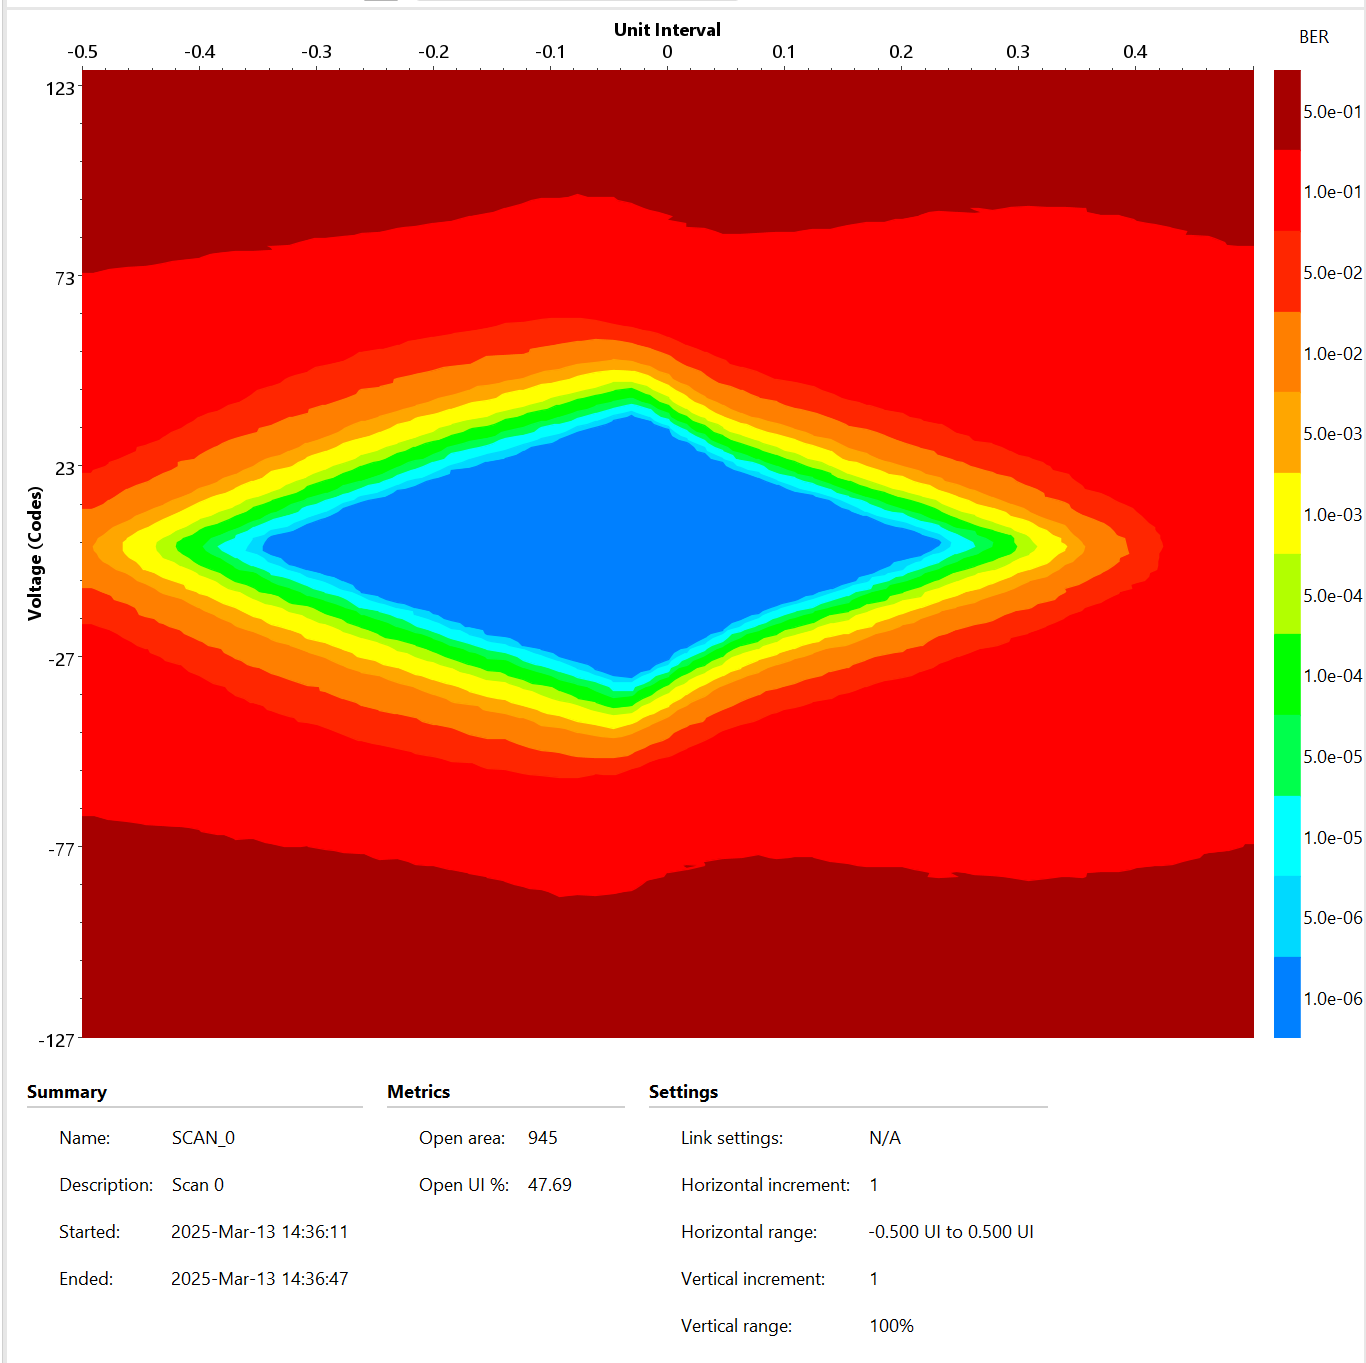 Unit Interval
BER
-0.5 -0.4 -0.3 -0.2 -0.1 0 0.1 0.2 0.3 0.4
123
73
23
-27
-77
-127
Voltage (Codes)
5.0e-01
1.0e-01
5.0e-02
1.0e-02
5.0e-03
1.0e-03
5.0e-04
1.0e-04
5.0e-05
1.0e-05
5.0e-06
1.0e-06
Summary
Name: SCAN_0
Description: Scan 0
Started: 2025-Mar-13 14:36:11
Ended: 2025-Mar-13 14:36:47
Metrics
Open area: 945
Open UI %: 47.69
Settings
Link settings: N/A
Horizontal increment: 1
Horizontal range: -0.500 UI to 0.500 UI
Vertical increment: 1
Vertical range: 100%